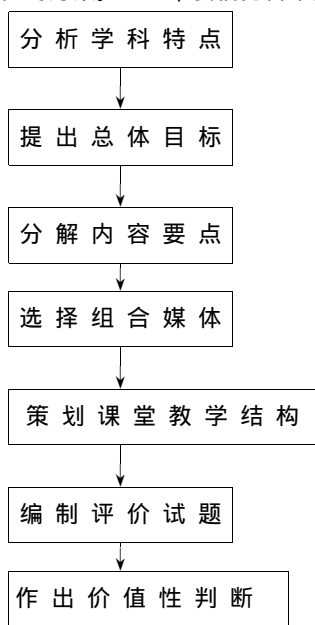 分析学科特点
提出总体目标
分解内容要点
选择组合媒体
策划课堂教学结构
编制评价试题
作出价值性判断